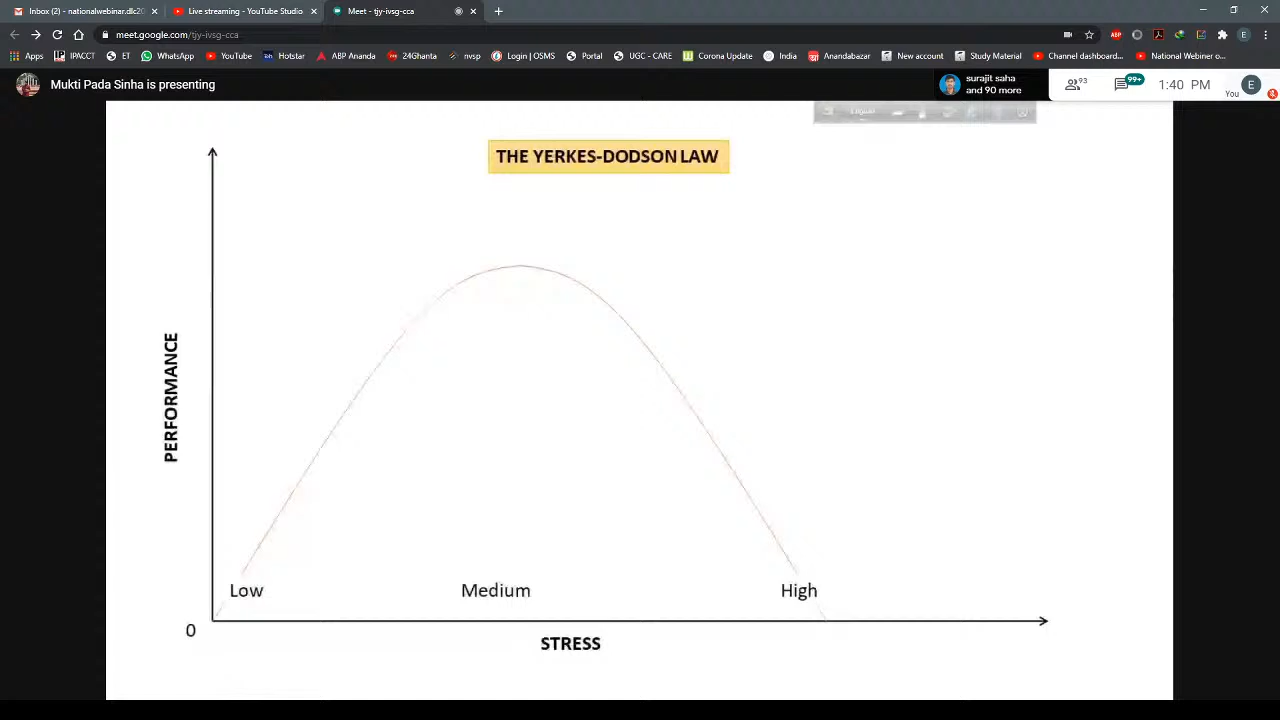 Inbox (2) - nationalwebinar.dlc20
Live streaming - YouTube Studio
Meet - tjy-ivsg-cca
meet.google.com/tjy-ivsg-cca
ABP
E
Apps
IPACCT
ET
WhatsApp
YouTube
Hotstar
ABP Ananda
24Ghanta
nvsp
Login | OSMS
Portal
UGC - CARE
Corona Update
India
Anandabazar
New account
Study Material
Channel dashboard...
National Webinar o...
Mukti Pada Sinha is presenting
surajit saha
and 90 more
93
99+
1:40 PM
You
E
THE YERKES-DODSON LAW
PERFORMANCE
Low
Medium
High
0
STRESS